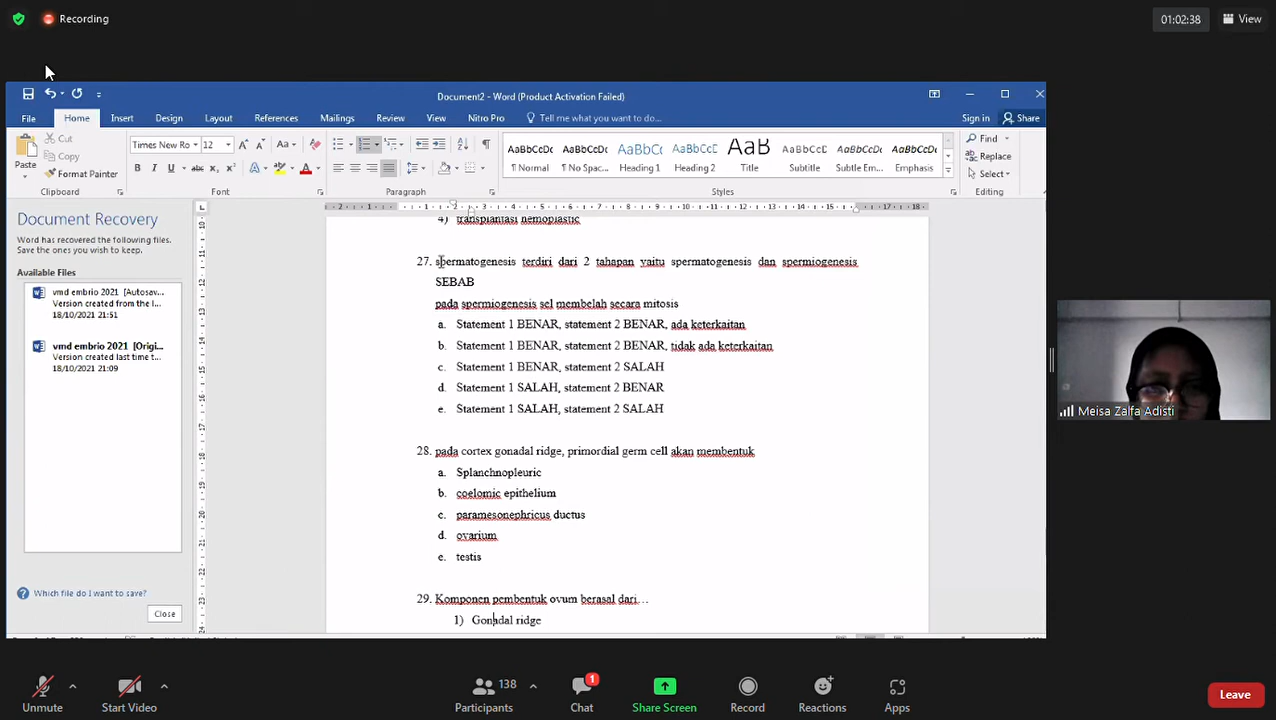 Recording
01:02:38
View
Document2 - Word (Product Activation Failed)
File Home Insert Design Layout References Mailings Review View Nitro Pro Tell me what you want to do... Sign in Share
Cut
Copy
Format Painter
Paste
Clipboard
Times New Ro 12
Font
Paragraph
AaBbCcDc AaBbCcDc AaBbCc AaBbCcC AaB AaBbCcC AaBbCcDc AaBbCcDc
¶ Normal ¶ No Spac... Heading 1 Heading 2 Title Subtitle Subtle Em... Emphasis
Styles
Find
Replace
Select
Editing
Document Recovery
Word has recovered the following files.
Save the ones you wish to keep.
Available Files
vmd embrio 2021 [Autosav...
Version created from the l...
18/10/2021 21:51
vmd embrio 2021 [Origi...
Version created last time t...
18/10/2021 21:09
Which file do I want to save?
Close
4) transplantasi nemoplastic
27. spermatogenesis terdiri dari 2 tahapan yaitu spermatogenesis dan spermiogenesis
SEBAB
pada spermiogenesis sel membelah secara mitosis
a. Statement 1 BENAR, statement 2 BENAR, ada keterkaitan
b. Statement 1 BENAR, statement 2 BENAR, tidak ada keterkaitan
c. Statement 1 BENAR, statement 2 SALAH
d. Statement 1 SALAH, statement 2 BENAR
e. Statement 1 SALAH, statement 2 SALAH
28. pada cortex gonadal ridge, primordial germ cell akan membentuk
a. Splanchnopleuric
b. coelomic epithelium
c. paramesonephricus ductus
d. ovarium
e. testis
29. Komponen pembentuk ovum berasal dari...
1) Gonadal ridge
Meisa Zalfa Adisti
Unmute
Start Video
138
Participants
1
Chat
Share Screen
Record
Reactions
Apps
Leave